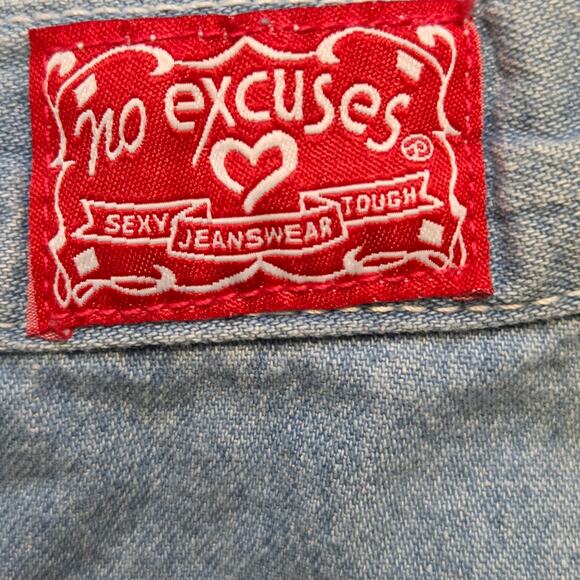 no excuses ®
SEXY JEANSWEAR TOUGH